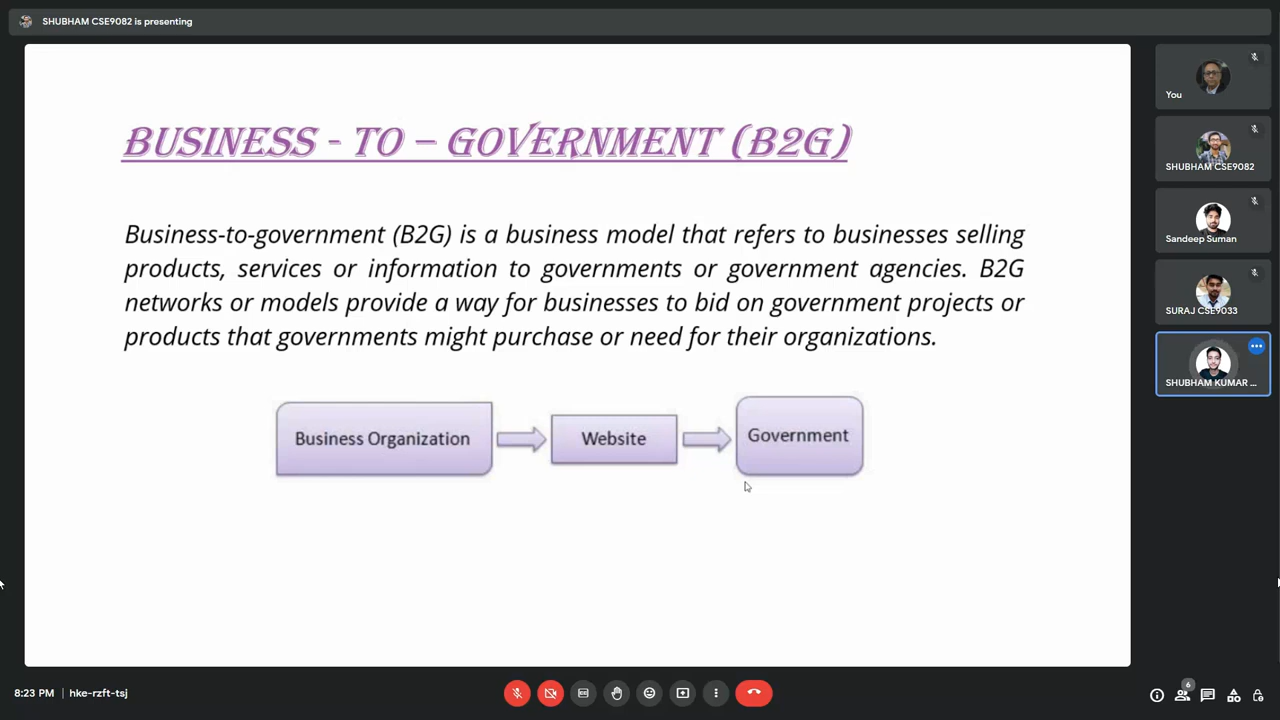 SHUBHAM CSE9082 is presenting
BUSINESS - TO – GOVERNMENT (B2G)
Business-to-government (B2G) is a business model that refers to businesses selling
products, services or information to governments or government agencies. B2G
networks or models provide a way for businesses to bid on government projects or
products that governments might purchase or need for their organizations.
Business Organization
Website
Government
You
SHUBHAM CSE9082
Sandeep Suman
SURAJ CSE9033
SHUBHAM KUMAR ...
8:23 PM | hke-rzft-tsj
6